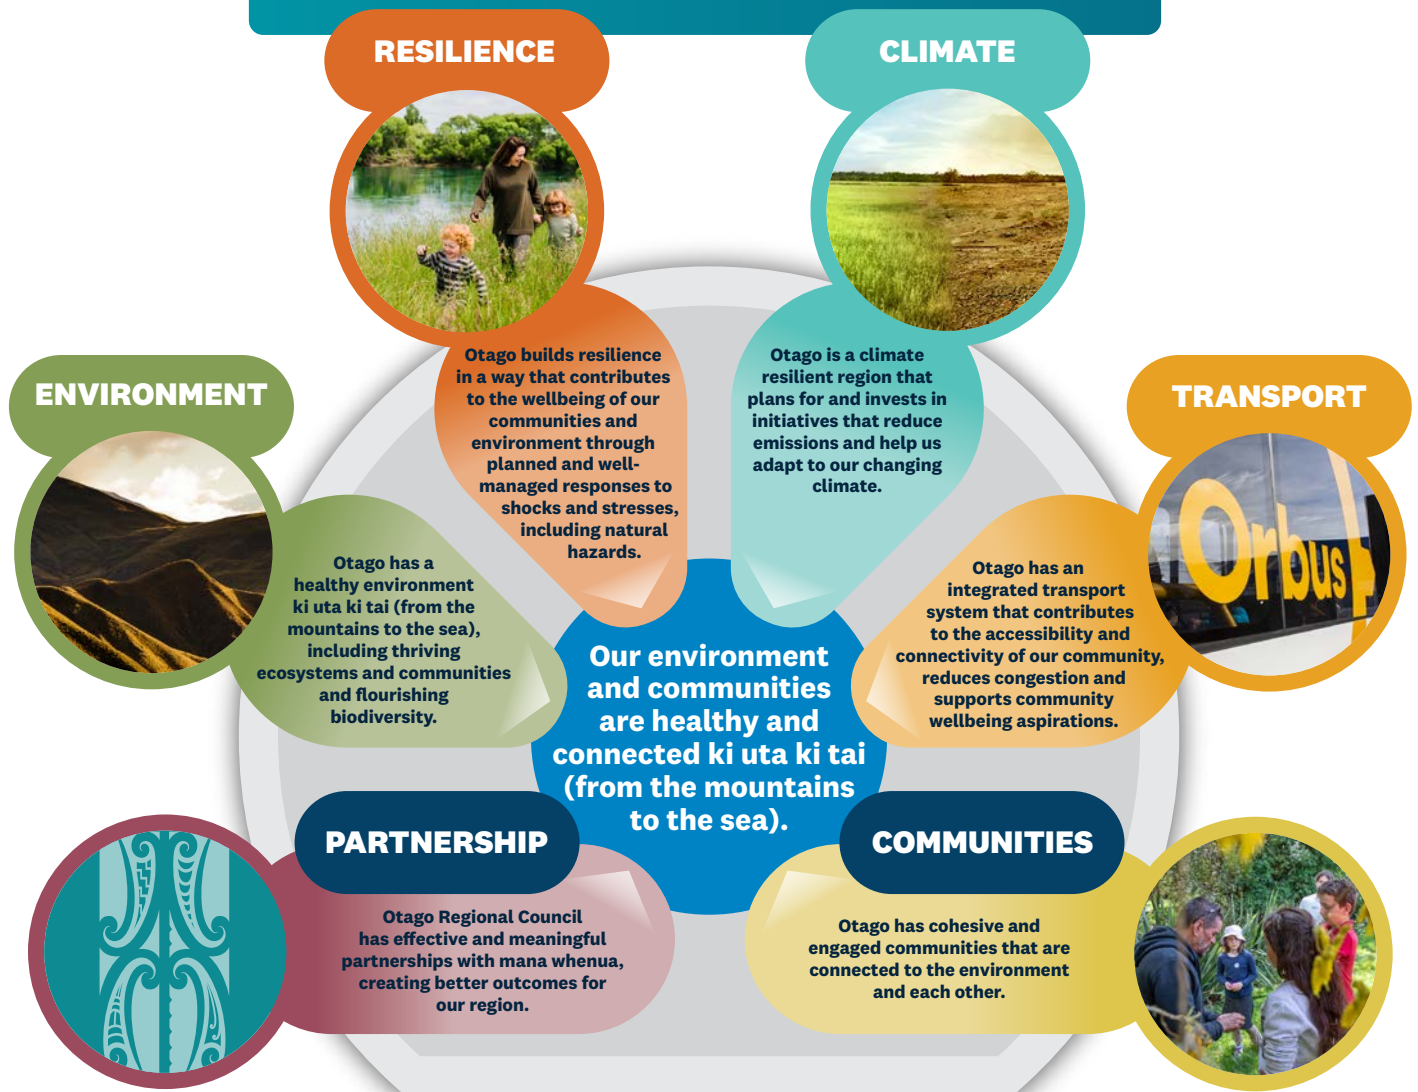 RESILIENCE
Otago builds resilience
in a way that contributes
to the wellbeing of our
communities and
environment through
planned and well-
managed responses to
shocks and stresses,
including natural
hazards.
CLIMATE
Otago is a climate
resilient region that
plans for and invests in
initiatives that reduce
emissions and help us
adapt to our changing
climate.
ENVIRONMENT
Otago has a
healthy environment
ki uta ki tai (from the
mountains to the sea),
including thriving
ecosystems and communities
and flourishing
biodiversity.
TRANSPORT
Orbus
Otago has an
integrated transport
system that contributes
to the accessibility and
connectivity of our community,
reduces congestion and
supports community
wellbeing aspirations.
Our environment
and communities
are healthy and
connected ki uta ki tai
(from the mountains
to the sea).
PARTNERSHIP
Otago Regional Council
has effective and meaningful
partnerships with mana whenua,
creating better outcomes for
our region.
COMMUNITIES
Otago has cohesive and
engaged communities that are
connected to the environment
and each other.